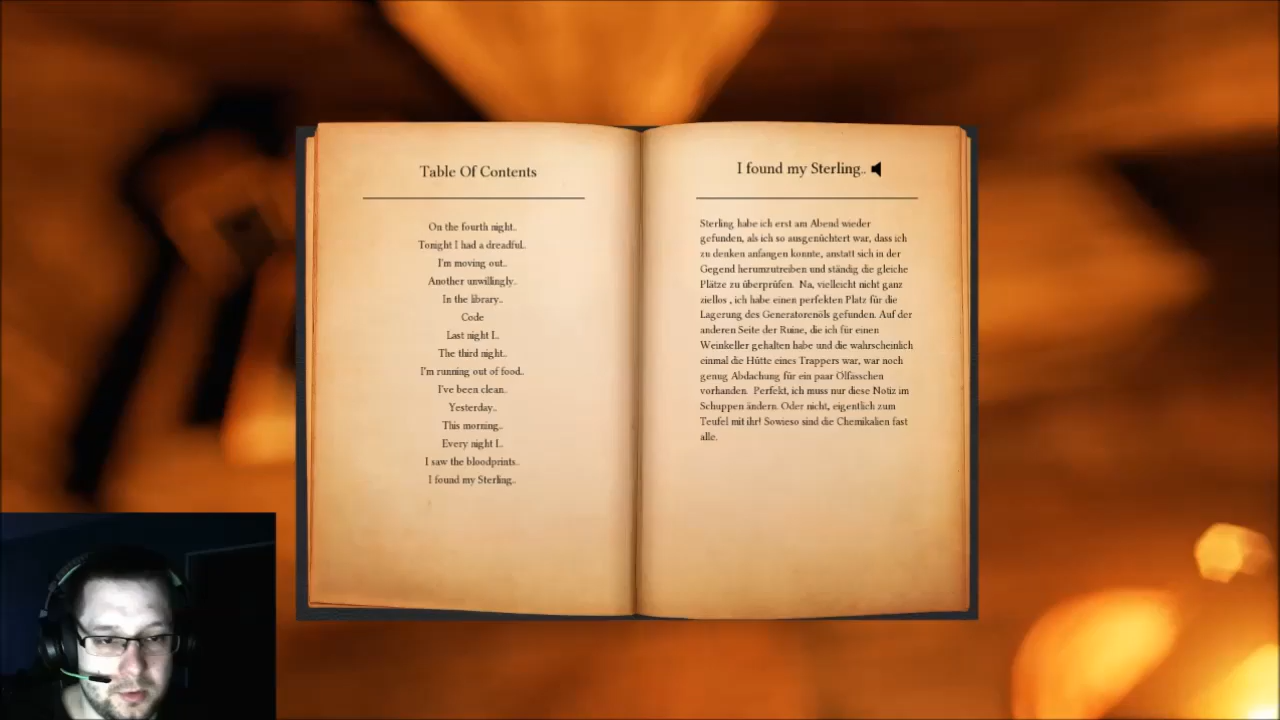 Table Of Contents
On the fourth night..
Tonight I had a dreadful..
I'm moving out..
Another unwillingly..
In the library..
Code
Last night I..
The third night..
I'm running out of food..
I've been clean..
Yesterday..
This morning..
Every night I..
I saw the bloodprints..
I found my Sterling..
I found my Sterling..
Sterling habe ich erst am Abend wieder
gefunden, als ich so ausgenüchtert war, dass ich
zu denken anfangen konnte, anstatt sich in der
Gegend herumzutreiben und ständig die gleiche
Plätze zu überprüfen. Na, vielleicht nicht ganz
ziellos , ich habe einen perfekten Platz für die
Lagerung des Generatorenöls gefunden. Auf der
anderen Seite der Ruine, die ich für einen
Weinkeller gehalten habe und die wahrscheinlich
einmal die Hütte eines Trappers war, war noch
genug Abdachung für ein paar Ölfässchen
vorhanden. Perfekt, ich muss nur diese Notiz im
Schuppen ändern. Oder nicht, eigentlich zum
Teufel mit ihr! Sowieso sind die Chemikalien fast
alle.